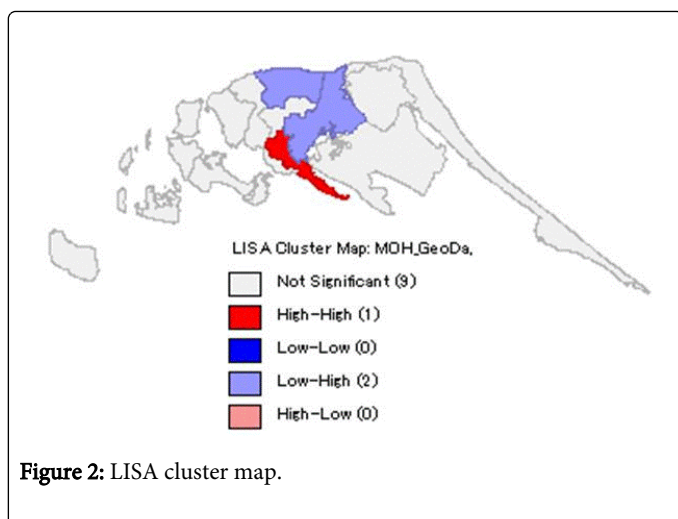 LISA Cluster Map: MOH_GeoDa,
Not Significant (9)
High-High (1)
Low-Low (0)
Low-High (2)
High-Low (0)
Figure 2: LISA cluster map.